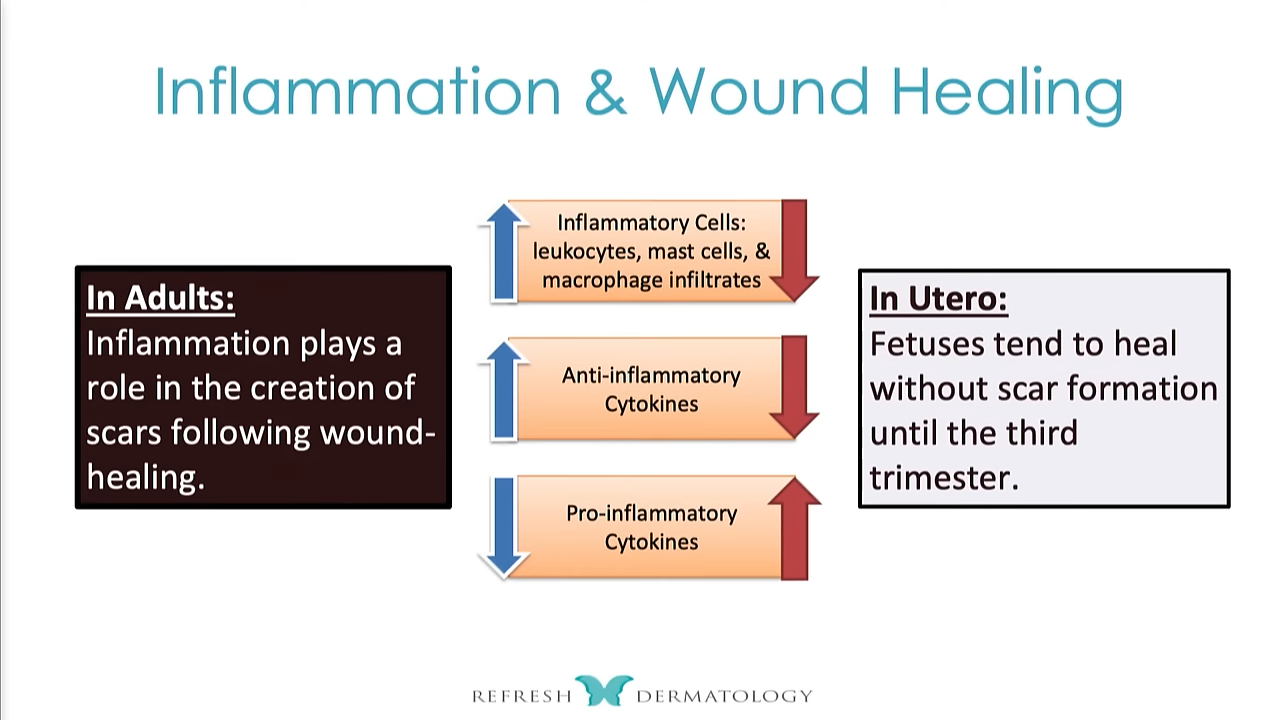 Inflammation & Wound Healing
In Adults:
Inflammation plays a
role in the creation of
scars following wound-
healing.
Inflammatory Cells:
leukocytes, mast cells, &
macrophage infiltrates
Anti-inflammatory
Cytokines
Pro-inflammatory
Cytokines
In Utero:
Fetuses tend to heal
without scar formation
until the third
trimester.
REFRESH DERMATOLOGY